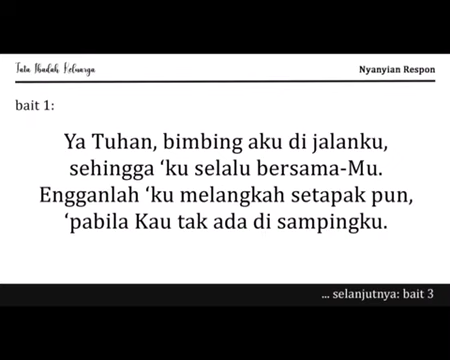 Tata Ibadah Keluarga
Nyanyian Respon
bait 1:
Ya Tuhan, bimbing aku di jalanku,
sehingga ‘ku selalu bersama-Mu.
Engganlah ‘ku melangkah setapak pun,
‘pabila Kau tak ada di sampingku.
... selanjutnya: bait 3